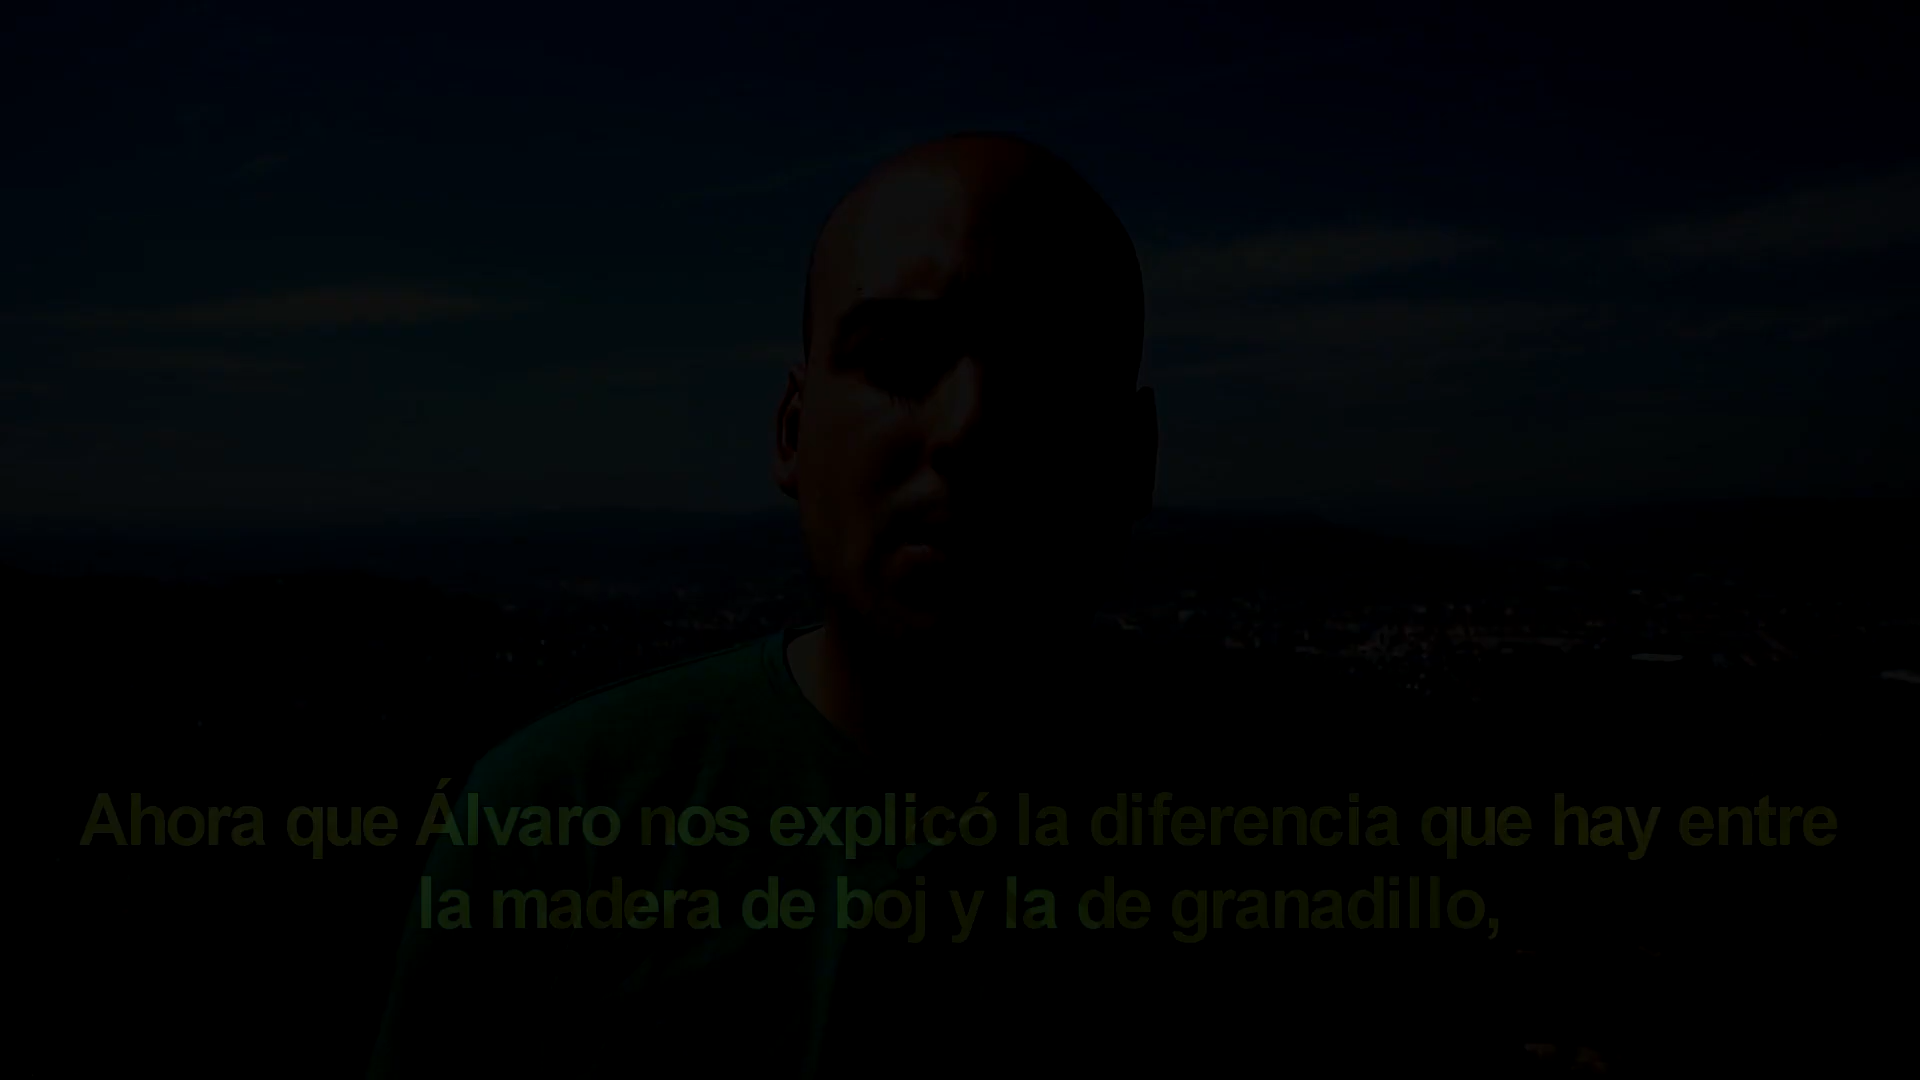 Ahora que Álvaro nos explicó la diferencia que hay entre
la madera de boj y la de granadillo,